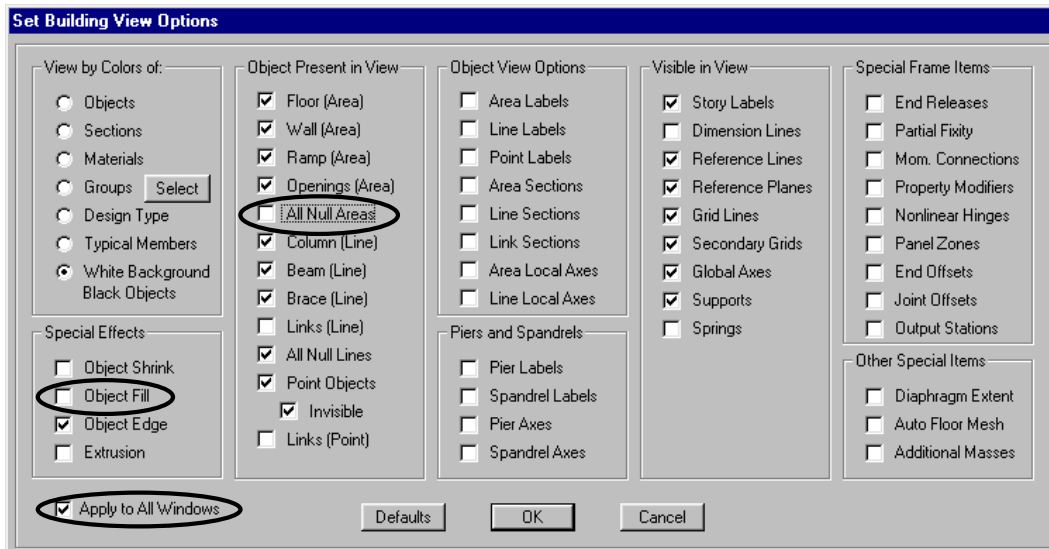 Set Building View Options
View by Colors of:
Objects
Sections
Materials
Groups
Select
Design Type
Typical Members
White Background
Black Objects
Special Effects
Object Shrink
Object Fill
Object Edge
Extrusion
Apply to All Windows
Object Present in View
Floor (Area)
Wall (Area)
Ramp (Area)
Openings (Area)
All Null Areas
Column (Line)
Beam (Line)
Brace (Line)
Links (Line)
All Null Lines
Point Objects
Invisible
Links (Point)
Object View Options
Area Labels
Line Labels
Point Labels
Area Sections
Line Sections
Link Sections
Area Local Axes
Line Local Axes
Piers and Spandrels
Pier Labels
Spandrel Labels
Pier Axes
Spandrel Axes
Visible in View
Story Labels
Dimension Lines
Reference Lines
Reference Planes
Grid Lines
Secondary Grids
Global Axes
Supports
Springs
Special Frame Items
End Releases
Partial Fixity
Mom. Connections
Property Modifiers
Nonlinear Hinges
Panel Zones
End Offsets
Joint Offsets
Output Stations
Other Special Items
Diaphragm Extent
Auto Floor Mesh
Additional Masses
Defaults
OK
Cancel